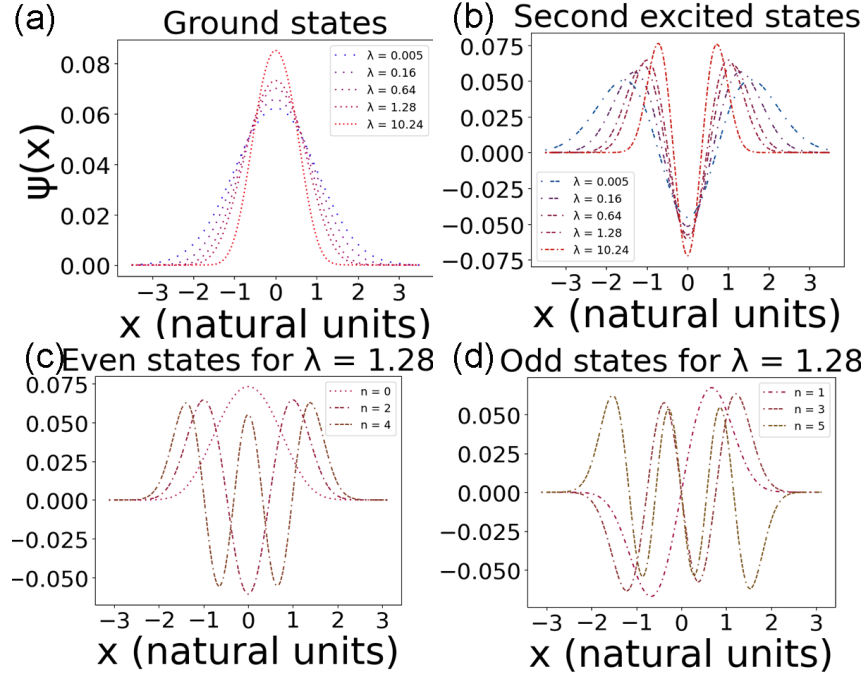 (a) Ground states
0.08
0.06
0.04
0.02
0.00
ψ(x)
λ = 0.005
λ = 0.16
λ = 0.64
λ = 1.28
λ = 10.24
−3 −2 −1 0 1 2 3
x (natural units)
(b) Second excited states
0.075
0.050
0.025
0.000
−0.025
−0.050
−0.075
λ = 0.005
λ = 0.16
λ = 0.64
λ = 1.28
λ = 10.24
−3 −2 −1 0 1 2 3
x (natural units)
(c) Even states for λ = 1.28
0.075
0.050
0.025
0.000
−0.025
−0.050
n = 0
n = 2
n = 4
−3 −2 −1 0 1 2 3
x (natural units)
(d) Odd states for λ = 1.28
0.050
0.025
0.000
−0.025
−0.050
n = 1
n = 3
n = 5
−3 −2 −1 0 1 2 3
x (natural units)